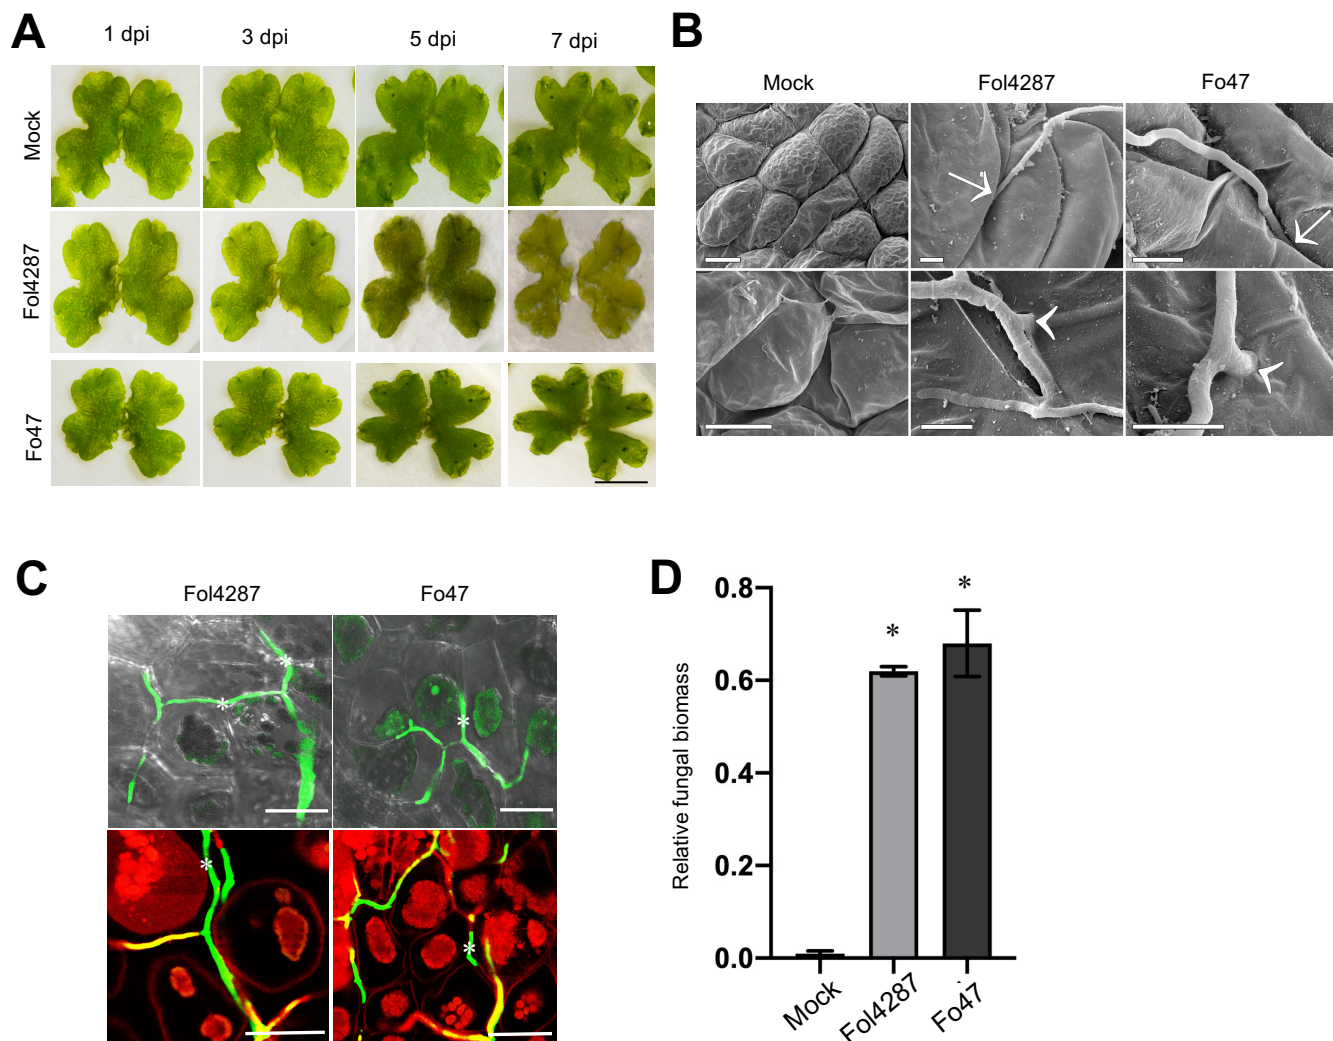 A
1 dpi
3 dpi
5 dpi
7 dpi
Mock
Fol4287
Fo47
B
Mock
Fol4287
Fo47
C
Fol4287
Fo47
*
*
*
*
*
D
Relative fungal biomass
0.8
0.6
0.4
0.2
0.0
*
*
Mock
Fol4287
Fo47